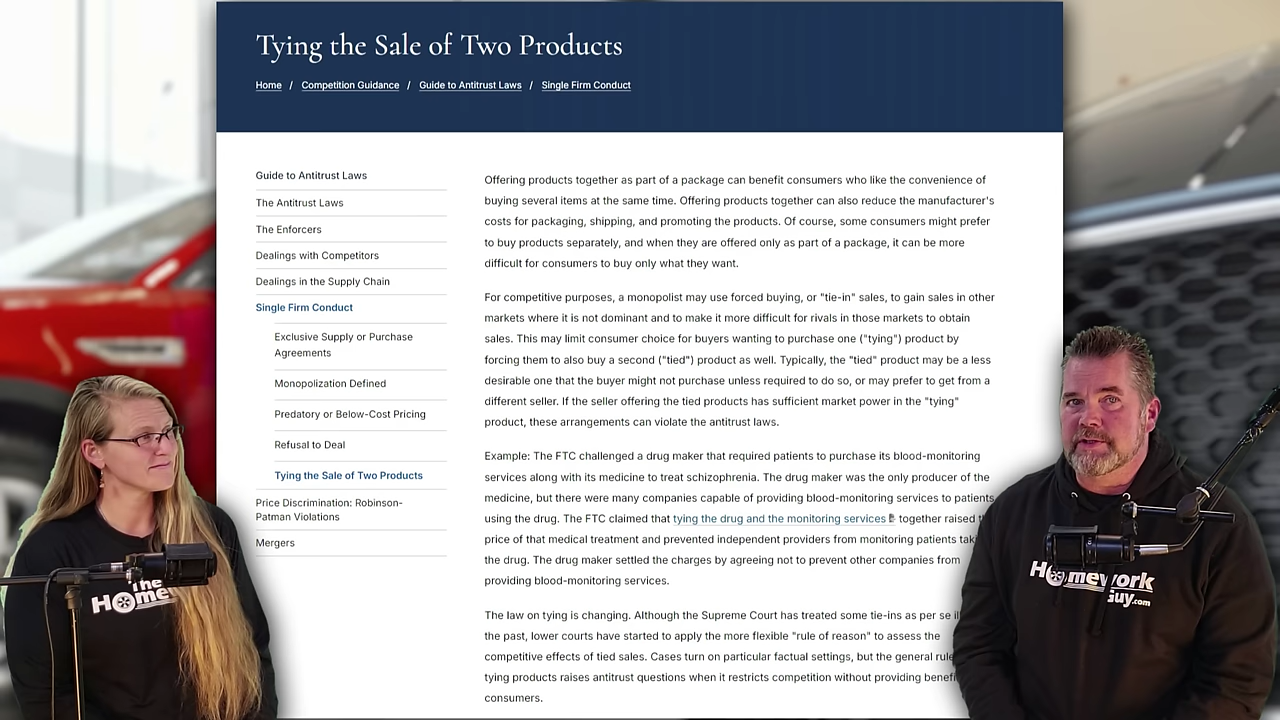 Tying the Sale of Two Products
Home / Competition Guidance / Guide to Antitrust Laws / Single Firm Conduct
Guide to Antitrust Laws
The Antitrust Laws
The Enforcers
Dealings with Competitors
Dealings in the Supply Chain
Single Firm Conduct
Exclusive Supply or Purchase
Agreements
Monopolization Defined
Predatory or Below-Cost Pricing
Refusal to Deal
Tying the Sale of Two Products
Price Discrimination: Robinson-
Patman Violations
Mergers
Offering products together as part of a package can benefit consumers who like the convenience of
buying several items at the same time. Offering products together can also reduce the manufacturer's
costs for packaging, shipping, and promoting the products. Of course, some consumers might prefer
to buy products separately, and when they are offered only as part of a package, it can be more
difficult for consumers to buy only what they want.
For competitive purposes, a monopolist may use forced buying, or "tie-in" sales, to gain sales in other
markets where it is not dominant and to make it more difficult for rivals in those markets to obtain
sales. This may limit consumer choice for buyers wanting to purchase one ("tying") product by
forcing them to also buy a second ("tied") product as well. Typically, the "tied" product may be a less
desirable one that the buyer might not purchase unless required to do so, or may prefer to get from a
different seller. If the seller offering the tied products has sufficient market power in the "tying"
product, these arrangements can violate the antitrust laws.
Example: The FTC challenged a drug maker that required patients to purchase its blood-monitoring
services along with its medicine to treat schizophrenia. The drug maker was the only producer of the
medicine, but there were many companies capable of providing blood-monitoring services to patients
using the drug. The FTC claimed that tying the drug and the monitoring services together raised
price of that medical treatment and prevented independent providers from monitoring patients
the drug. The drug maker settled the charges by agreeing not to prevent other companies from
providing blood-monitoring services.
The law on tying is changing. Although the Supreme Court has treated some tie-ins as per se
the past, lower courts have started to apply the more flexible "rule of reason" to assess the
competitive effects of tied sales. Cases turn on particular factual settings, but the general rule
tying products raises antitrust questions when it restricts competition without providing
consumers.
The
Homework
Guy.com